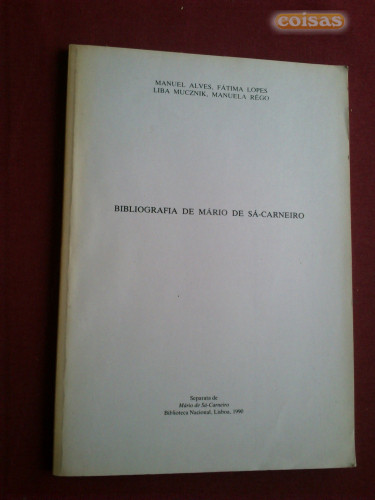 coisas
MANUEL ALVES, FÁTIMA LOPES
LIBA MUCZNIK, MANUELA RÊGO
BIBLIOGRAFIA DE MÁRIO DE SÁ-CARNEIRO
Separata de
Mário de Sá-Carneiro
Biblioteca Nacional, Lisboa, 1990